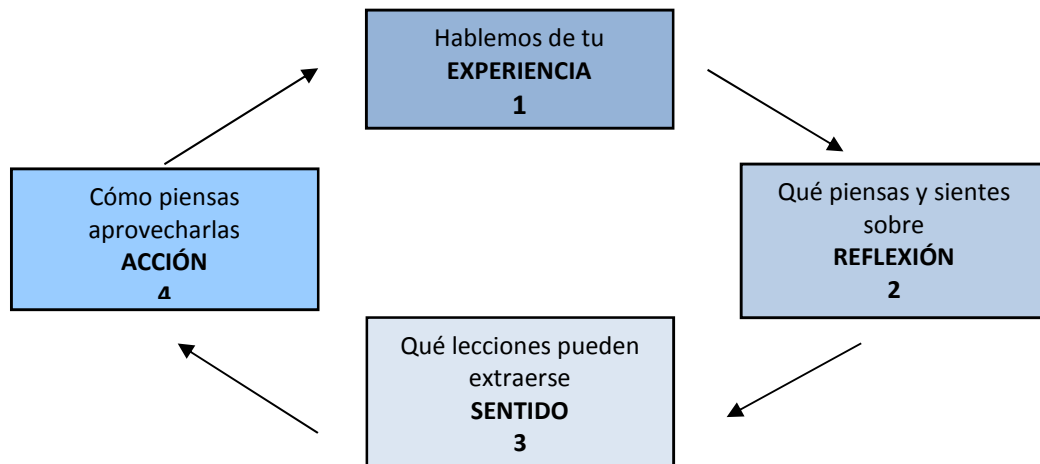 Hablemos de tu
EXPERIENCIA
1
Qué piensas y sientes
sobre
REFLEXIÓN
2
Qué lecciones pueden
extraerse
SENTIDO
3
Cómo piensas
aprovecharlas
ACCIÓN
4